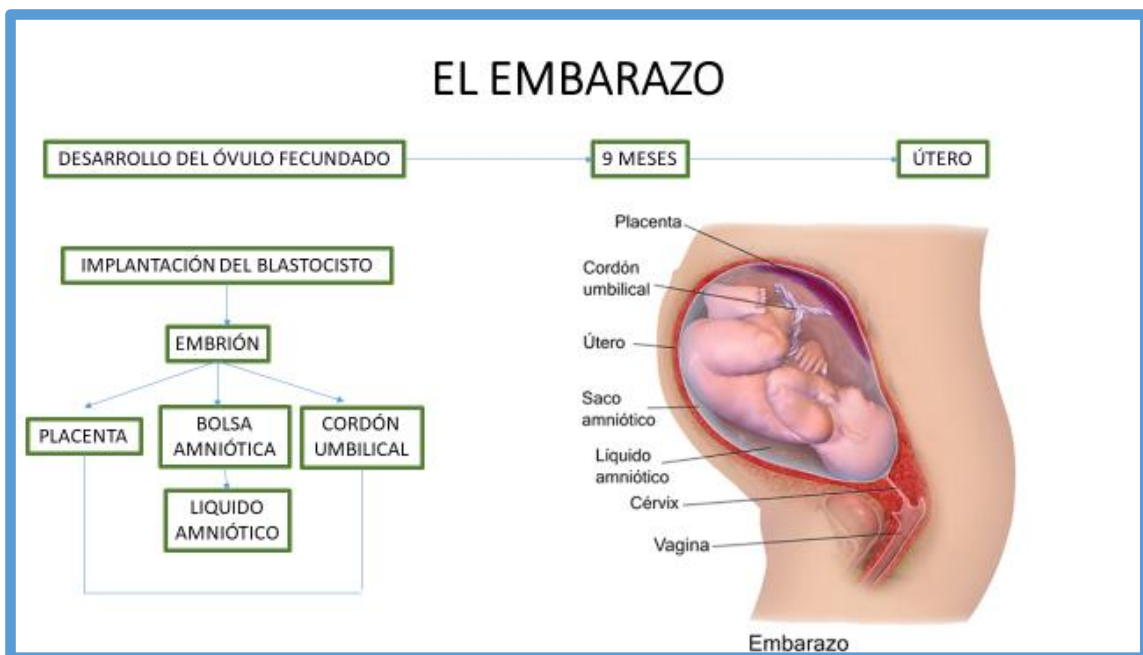 EL EMBARAZO
DESARROLLO DEL ÓVULO FECUNDADO
9 MESES
ÚTERO
IMPLANTACIÓN DEL BLASTOCISTO
EMBRIÓN
PLACENTA
BOLSA
AMNIÓTICA
CORDÓN
UMBILICAL
LIQUIDO
AMNIÓTICO
Placenta
Cordón
umbilical
Útero
Saco
amniótico
Líquido
amniótico
Cérvix
Vagina
Embarazo